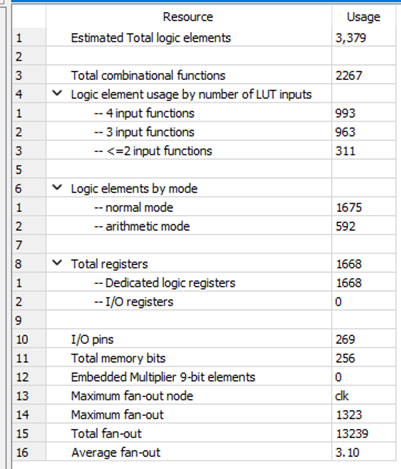 Resource Usage
1 Estimated Total logic elements 3,379
2
3 Total combinational functions 2267
4 Logic element usage by number of LUT inputs
1 -- 4 input functions 993
2 -- 3 input functions 963
3 -- <=2 input functions 311
5
6 Logic elements by mode
1 -- normal mode 1675
2 -- arithmetic mode 592
7
8 Total registers 1668
1 -- Dedicated logic registers 1668
2 -- I/O registers 0
9
10 I/O pins 269
11 Total memory bits 256
12 Embedded Multiplier 9-bit elements 0
13 Maximum fan-out node clk
14 Maximum fan-out 1323
15 Total fan-out 13239
16 Average fan-out 3.10